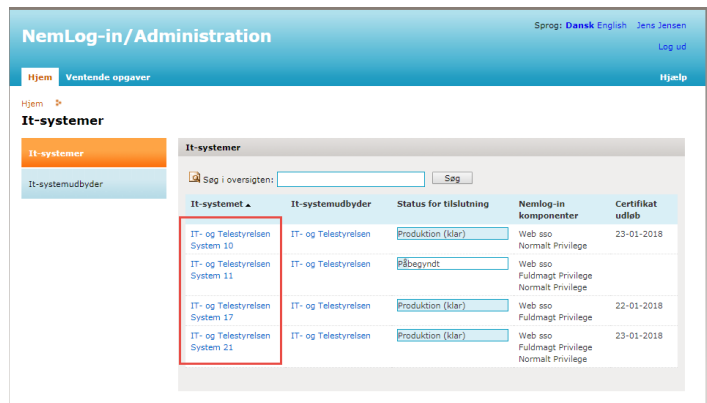 Sprog: Dansk English Jens Jensen
NemLog-in/Administration
Log ud
Hjem Ventende opgaver Hjælp
Hjem
It-systemer
It-systemer
It-systemudbyder
It-systemer
Søg i oversigten: Søg
It-systemet It-systemudbyder Status for tilslutning Nemlog-in komponenter Certifikat udløb
IT- og Telestyrelsen System 10 IT- og Telestyrelsen Produktion (klar) Web sso Normalt Privilege 23-01-2018
IT- og Telestyrelsen System 11 IT- og Telestyrelsen Påbegyndt Web sso Fuldmagt Privilege Normalt Privilege
IT- og Telestyrelsen System 17 IT- og Telestyrelsen Produktion (klar) Web sso Fuldmagt Privilege 22-01-2018
IT- og Telestyrelsen System 21 IT- og Telestyrelsen Produktion (klar) Web sso Fuldmagt Privilege Normalt Privilege 23-01-2018